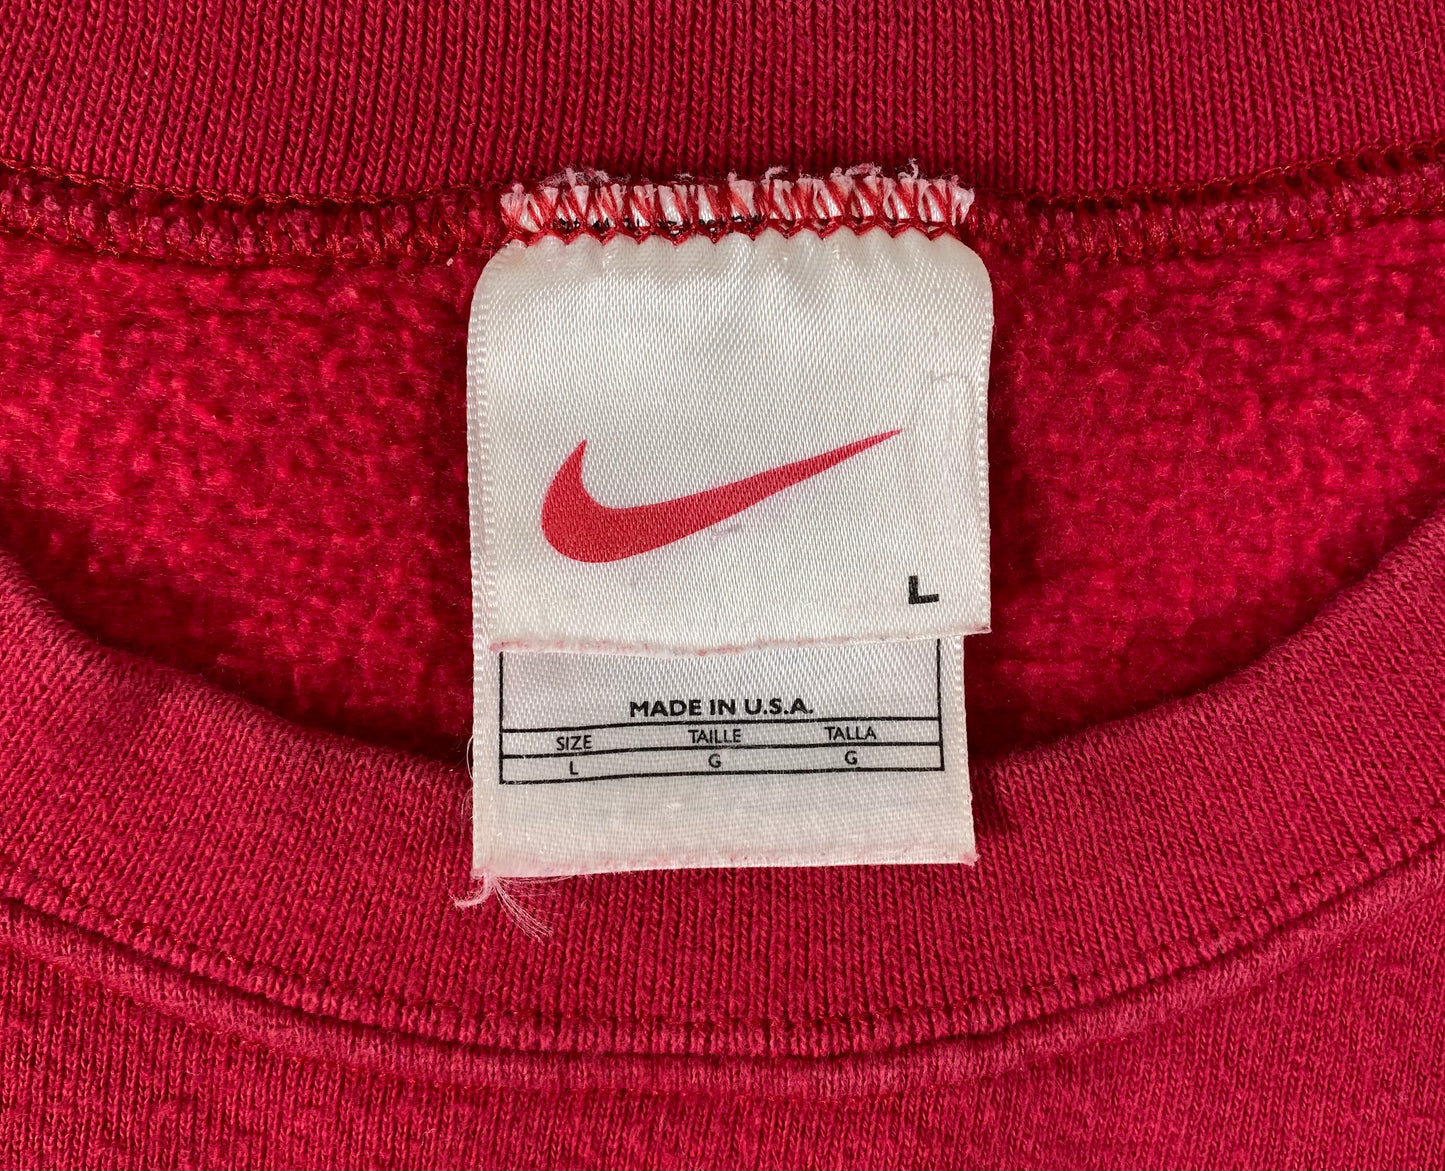 L
MADE IN U.S.A.
SIZE TAILLE TALLA
L G G